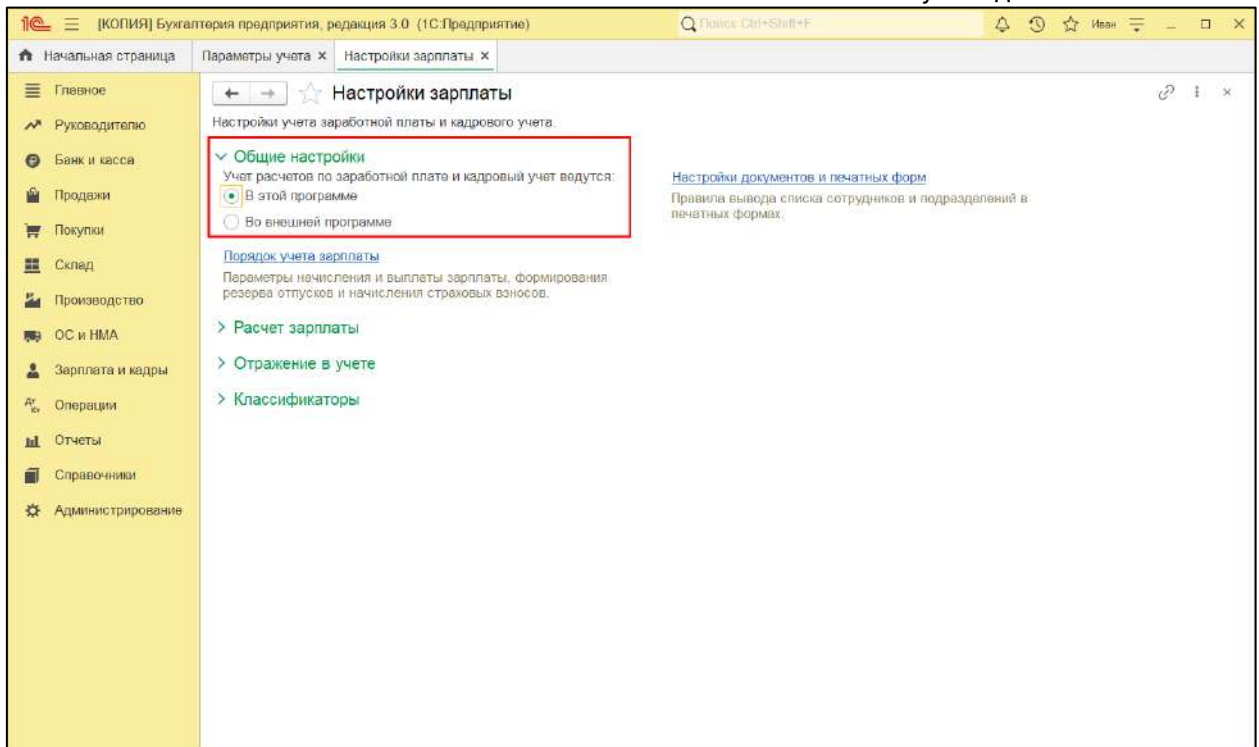 1С [КОПИЯ] Бухгалтерия предприятия, редакция 3.0 (1С:Предприятие) Поиск Ctrl+Shift+F Иван
Начальная страница Параметры учета × Настройки зарплаты ×
Главное
Руководителю
Банк и касса
Продажи
Покупки
Склад
Производство
ОС и НМА
Зарплата и кадры
Операции
Отчеты
Справочники
Администрирование
Настройки зарплаты
Настройки учета заработной платы и кадрового учета.
Общие настройки
Учет расчетов по заработной плате и кадровый учет ведутся:
В этой программе
Во внешней программе
Настройки документов и печатных форм
Правила вывода списка сотрудников и подразделений в
печатных формах.
Порядок учета зарплаты
Параметры начисления и выплаты зарплаты, формирования
резерва отпусков и начисления страховых взносов.
Расчет зарплаты
Отражение в учете
Классификаторы